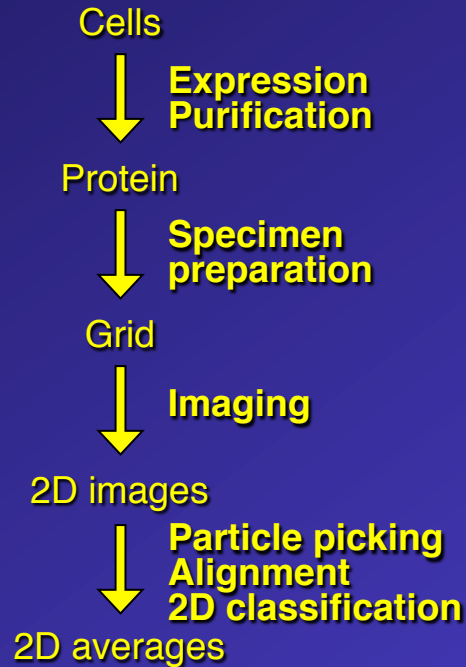 Cells
Expression
Purification
Protein
Specimen
preparation
Grid
Imaging
2D images
Particle picking
Alignment
2D classification
2D averages